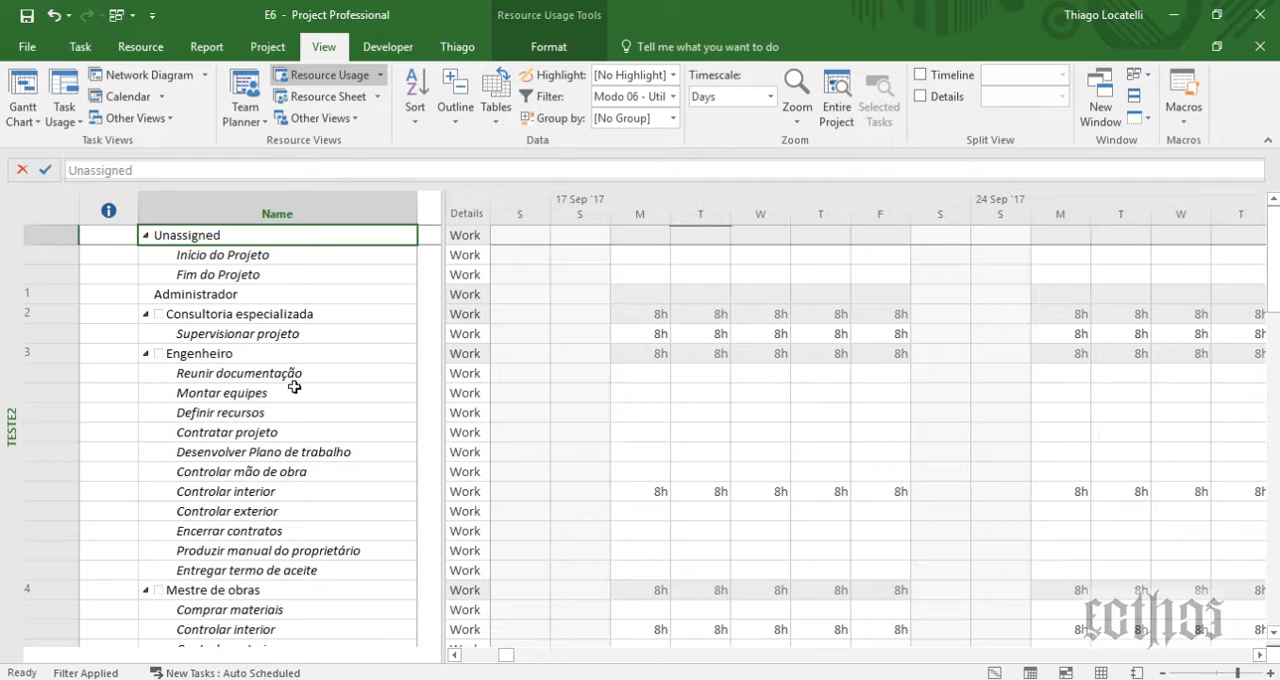 E6 - Project Professional
Resource Usage Tools
Thiago Locatelli
File Task Resource Report Project View Developer Thiago Format Tell me what you want to do
Gantt Chart
Task Usage
Network Diagram
Calendar
Other Views
Task Views
Team Planner
Resource Usage
Resource Sheet
Other Views
Resource Views
Sort
Outline
Tables
Highlight: [No Highlight]
Filter: Modo 06 - Util
Group by: [No Group]
Data
Timescale:
Days
Zoom
Entire Project
Selected Tasks
Zoom
Timeline
Details
Split View
New Window
Window
Macros
Macros
Unassigned
Name Details 17 Sep '17 24 Sep '17
S S M T W T F S S M T W T
Unassigned Work
Início do Projeto Work
Fim do Projeto Work
1 Administrador Work
2 Consultoria especializada Work 8h 8h 8h 8h 8h 8h 8h 8h 8h
Supervisionar projeto Work 8h 8h 8h 8h 8h 8h 8h 8h 8h
3 Engenheiro Work 8h 8h 8h 8h 8h 8h 8h 8h 8h
Reunir documentação Work
Montar equipes Work
Definir recursos Work
Contratar projeto Work
Desenvolver Plano de trabalho Work
Controlar mão de obra Work
Controlar interior Work 8h 8h 8h 8h 8h 8h 8h 8h 8h
Controlar exterior Work
Encerrar contratos Work
Produzir manual do proprietário Work
Entregar termo de aceite Work
4 Mestre de obras Work 8h 8h 8h 8h 8h 8h 8h 8h 8h
Comprar materiais Work
Controlar interior Work 8h 8h 8h 8h 8h 8h 8h 8h 8h
TESTE2
Ready Filter Applied New Tasks : Auto Scheduled